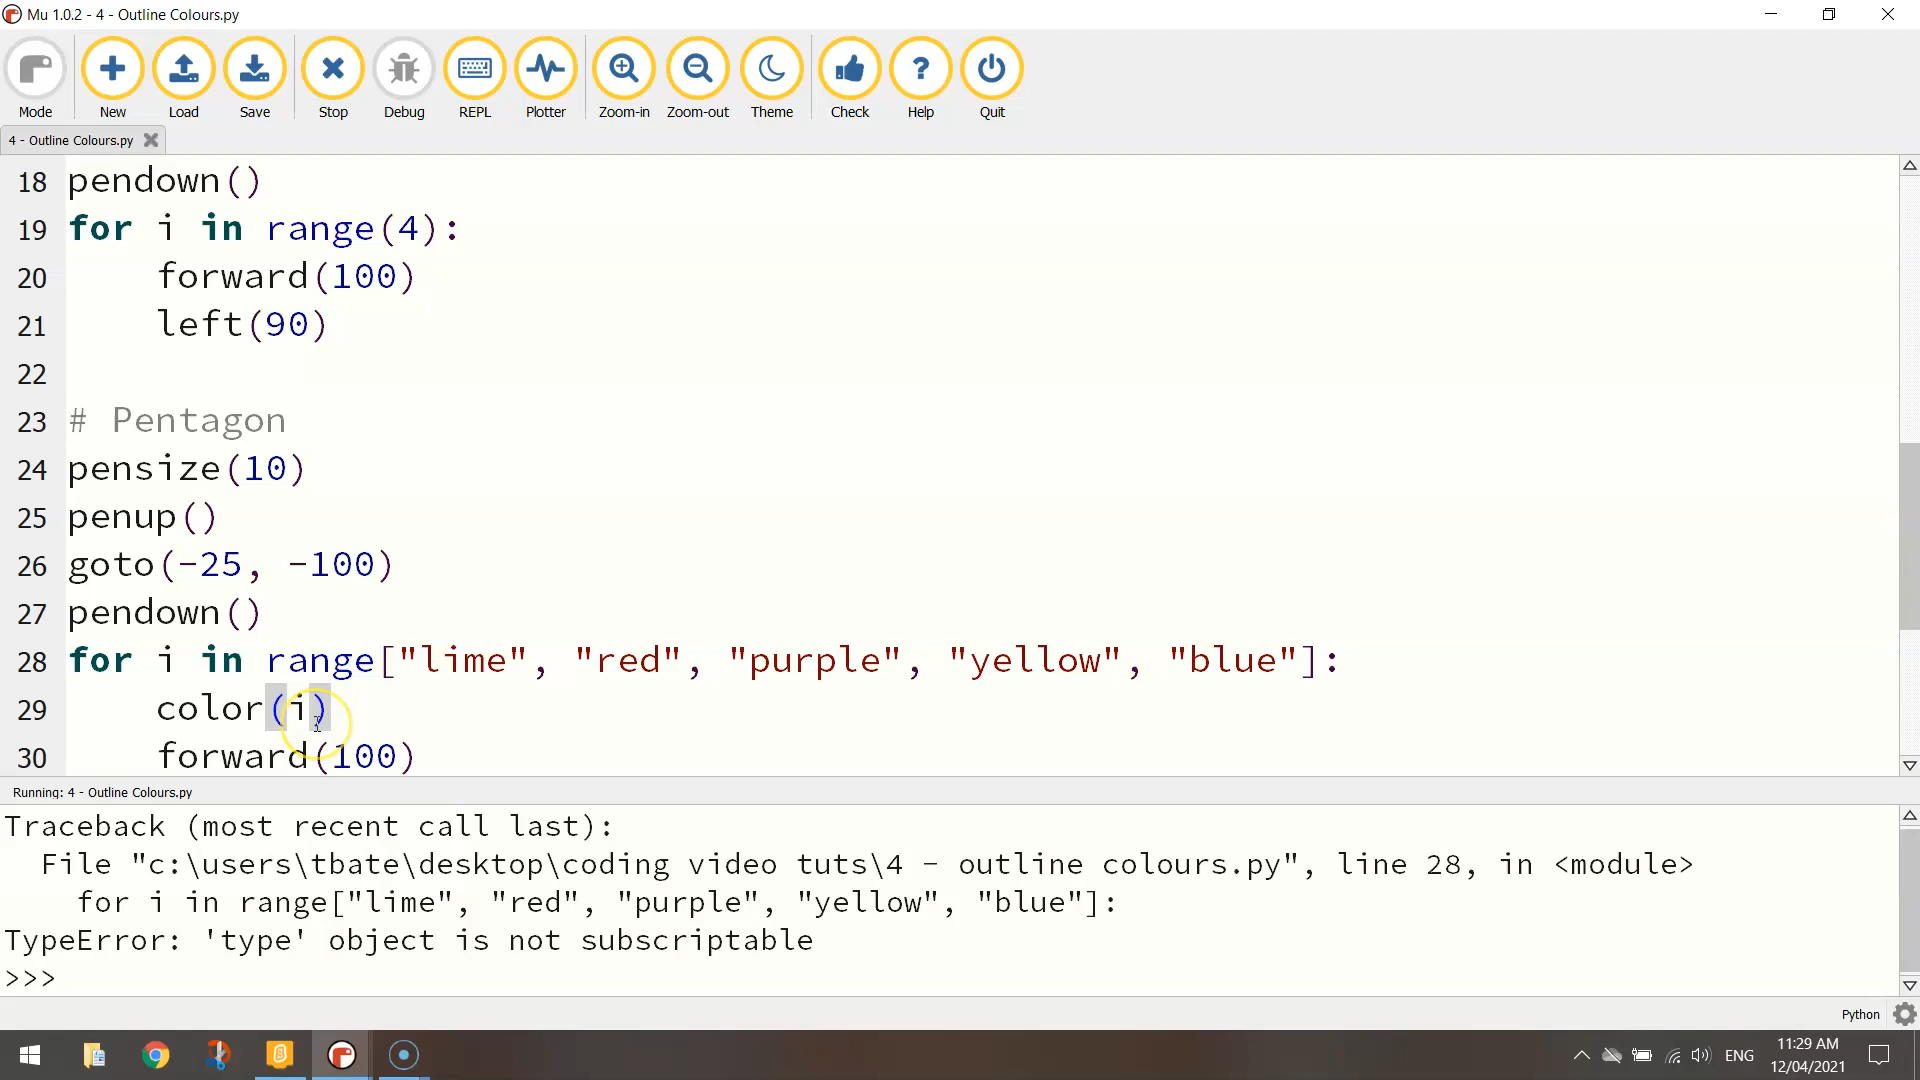 Mu 1.0.2 - 4 - Outline Colours.py
Mode New Load Save Stop Debug REPL Plotter Zoom-in Zoom-out Theme Check Help Quit
4 - Outline Colours.py
18 pendown()
19 for i in range(4):
20 forward(100)
21 left(90)
22
23 # Pentagon
24 pensize(10)
25 penup()
26 goto(-25, -100)
27 pendown()
28 for i in range["lime", "red", "purple", "yellow", "blue"]:
29 color(i)
30 forward(100)
Running: 4 - Outline Colours.py
Traceback (most recent call last):
File "c:\users\tbate\desktop\coding video tuts\4 - outline colours.py", line 28, in <module>
for i in range["lime", "red", "purple", "yellow", "blue"]:
TypeError: 'type' object is not subscriptable
>>>
Python
ENG
11:29 AM
12/04/2021